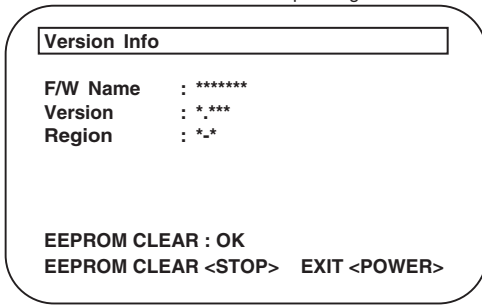 Version Info
F/W Name : *******
Version : *.***
Region : *-*
EEPROM CLEAR : OK
EEPROM CLEAR <STOP> EXIT <POWER>